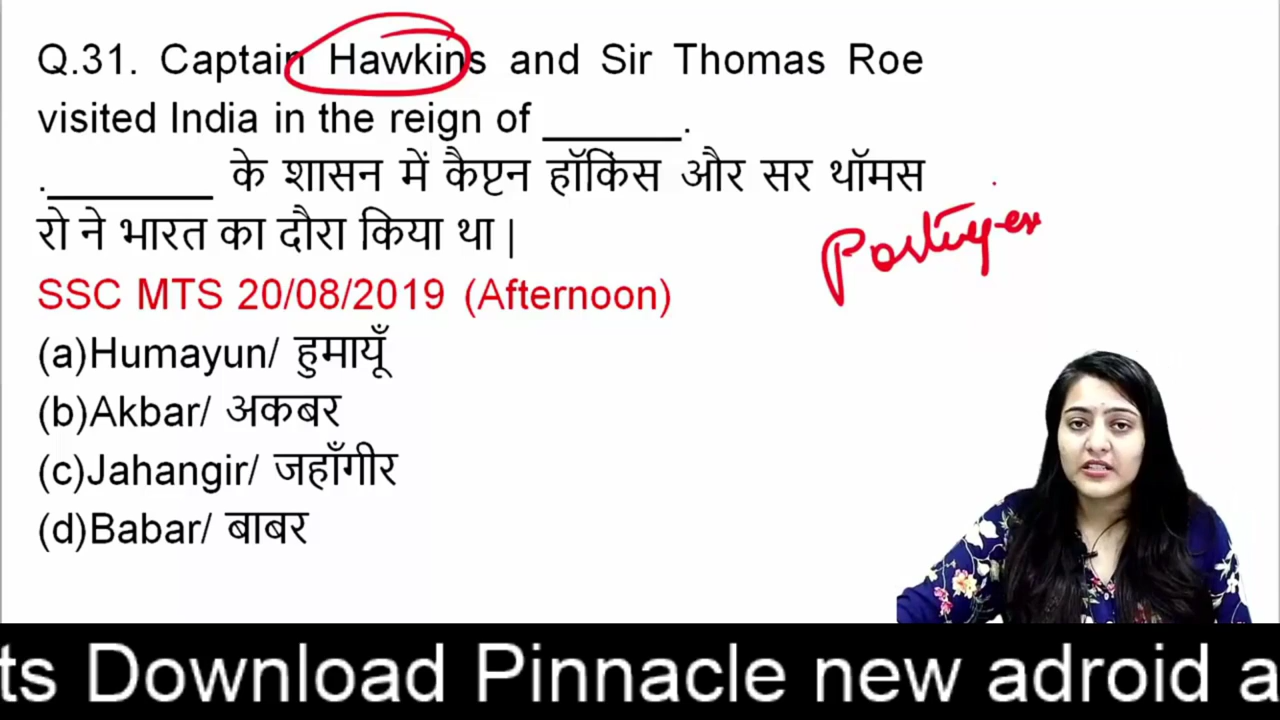 Q.31. Captain Hawkins and Sir Thomas Roe
visited India in the reign of ______.
.________ के शासन में कैप्टन हॉकिंस और सर थॉमस
रो ने भारत का दौरा किया था |
SSC MTS 20/08/2019 (Afternoon)
(a)Humayun/ हुमायूँ
(b)Akbar/ अकबर
(c)Jahangir/ जहाँगीर
(d)Babar/ बाबर
ts Download Pinnacle new adroid a